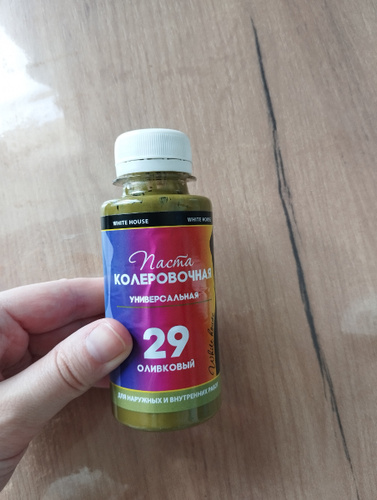 WHITE HOUSE WHITE HOUSE
Паста
КОЛЕРОВОЧНАЯ
УНИВЕРСАЛЬНАЯ
29
ОЛИВКОВЫЙ
ДЛЯ НАРУЖНЫХ И ВНУТРЕННИХ РАБОТ